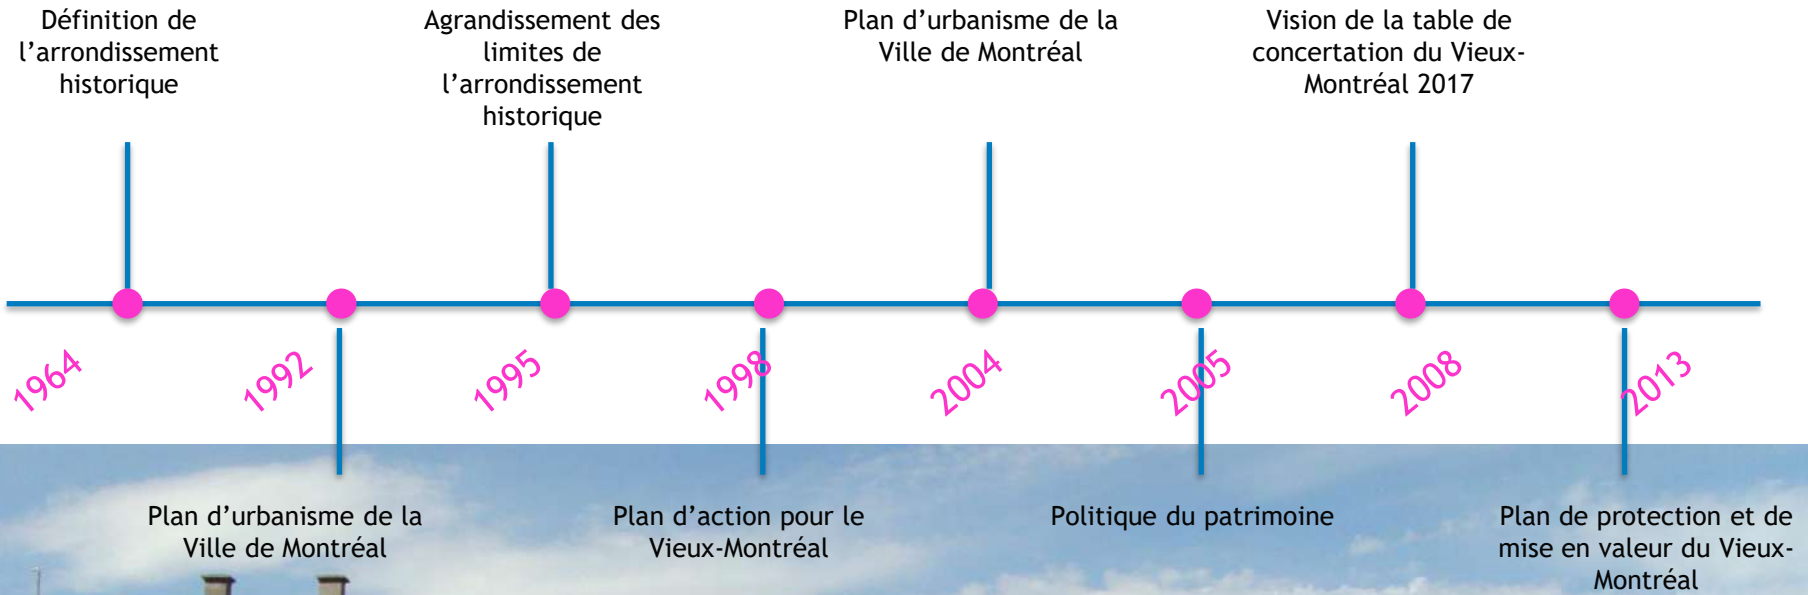 Définition de
l’arrondissement
historique
Agrandissement des
limites de
l’arrondissement
historique
Plan d’urbanisme de la
Ville de Montréal
Vision de la table de
concertation du Vieux-
Montréal 2017
1964
1992
1995
1998
2004
2005
2008
2013
Plan d’urbanisme de la
Ville de Montréal
Plan d’action pour le
Vieux-Montréal
Politique du patrimoine
Plan de protection et de
mise en valeur du Vieux-
Montréal